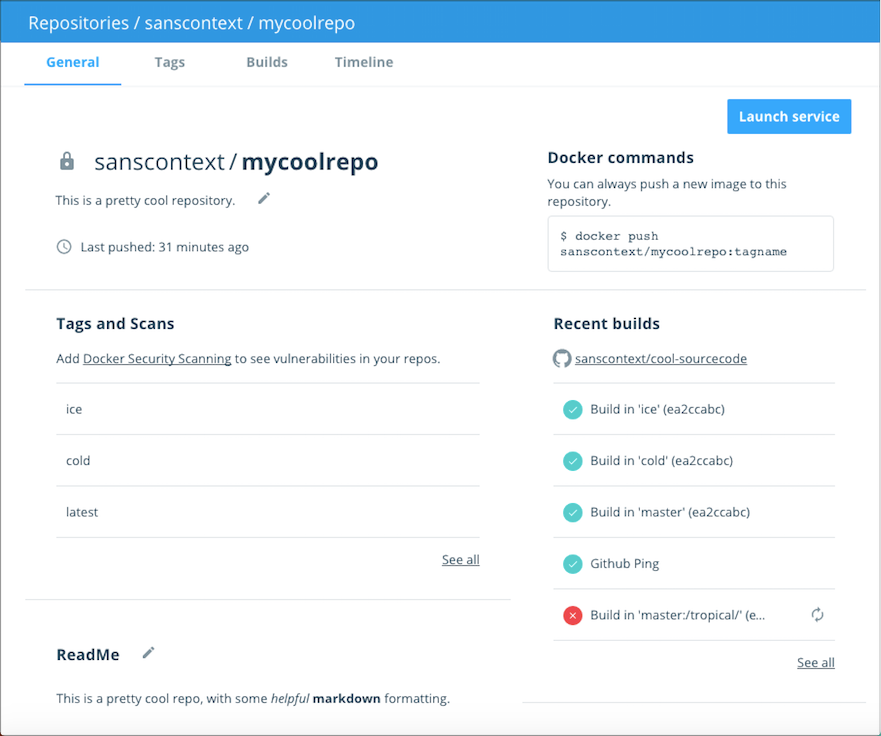 Repositories / sanscontext / mycoolrepo
General
Tags
Builds
Timeline
Launch service
sanscontext/mycoolrepo
This is a pretty cool repository.
Last pushed: 31 minutes ago
Docker commands
You can always push a new image to this
repository.
$ docker push
sanscontext/mycoolrepo:tagname
Tags and Scans
Add Docker Security Scanning to see vulnerabilities in your repos.
ice
cold
latest
See all
ReadMe
This is a pretty cool repo, with some helpful markdown formatting.
Recent builds
sanscontext/cool-sourcecode
Build in 'ice' (ea2ccabc)
Build in 'cold' (ea2ccabc)
Build in 'master' (ea2ccabc)
Github Ping
Build in 'master:/tropical/' (e...
See all